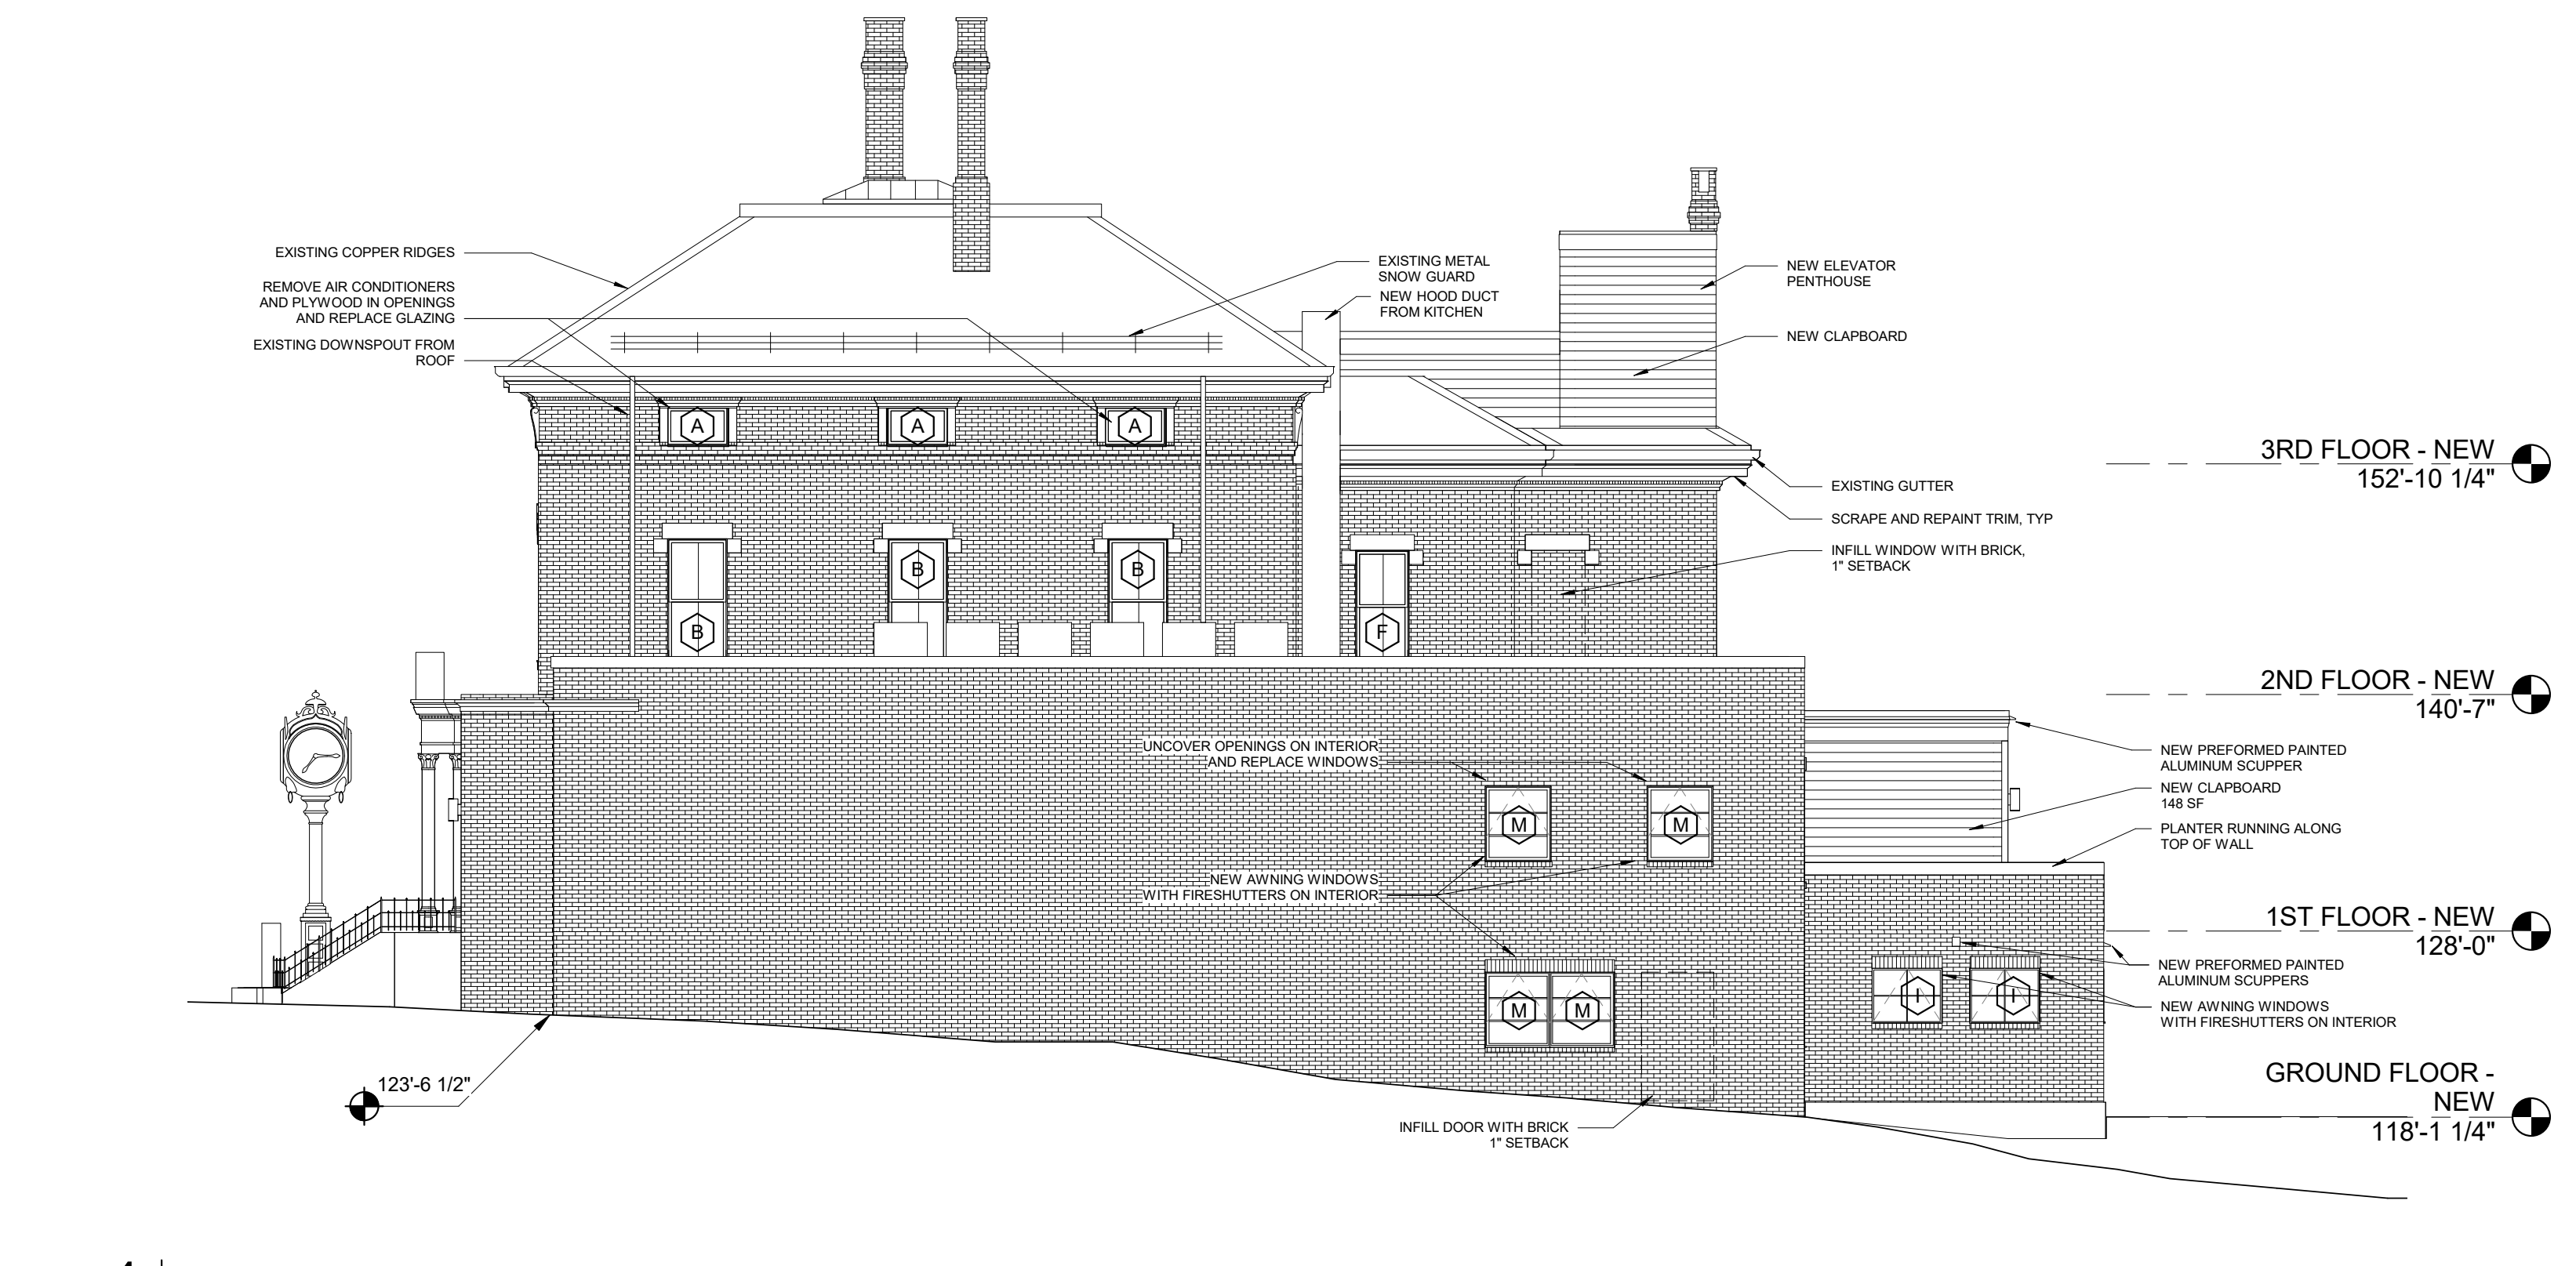 EXISTING COPPER RIDGES
REMOVE AIR CONDITIONERS
AND PLYWOOD IN OPENINGS
AND REPLACE GLAZING
EXISTING DOWNSPOUT FROM
ROOF
EXISTING METAL
SNOW GUARD
NEW HOOD DUCT
FROM KITCHEN
NEW ELEVATOR
PENTHOUSE
NEW CLAPBOARD
A
A
A
3RD FLOOR - NEW
152'-10 1/4"
EXISTING GUTTER
SCRAPE AND REPAINT TRIM, TYP
INFILL WINDOW WITH BRICK,
1" SETBACK
B
B
B
F
2ND FLOOR - NEW
140'-7"
UNCOVER OPENINGS ON INTERIOR
AND REPLACE WINDOWS
NEW PREFORMED PAINTED
ALUMINUM SCUPPER
NEW CLAPBOARD
148 SF
PLANTER RUNNING ALONG
TOP OF WALL
M
M
NEW AWNING WINDOWS
WITH FIRESHUTTERS ON INTERIOR
1ST FLOOR - NEW
128'-0"
NEW PREFORMED PAINTED
ALUMINUM SCUPPERS
NEW AWNING WINDOWS
WITH FIRESHUTTERS ON INTERIOR
M
M
I
I
GROUND FLOOR -
NEW
118'-1 1/4"
123'-6 1/2"
INFILL DOOR WITH BRICK
1" SETBACK